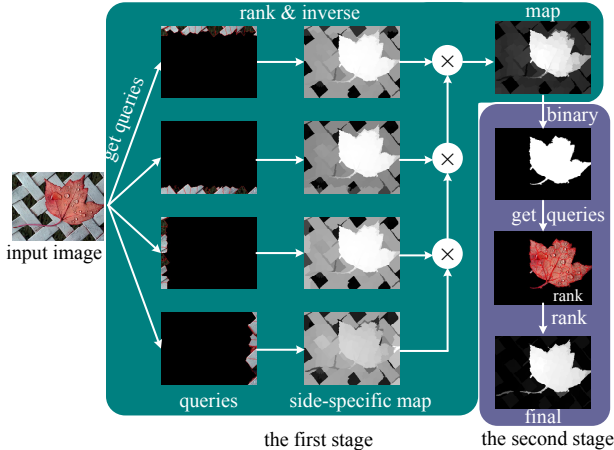 rank & inverse
map
get queries
binary
get queries
input image
rank
rank
queries
side-specific map
final
the first stage
the second stage